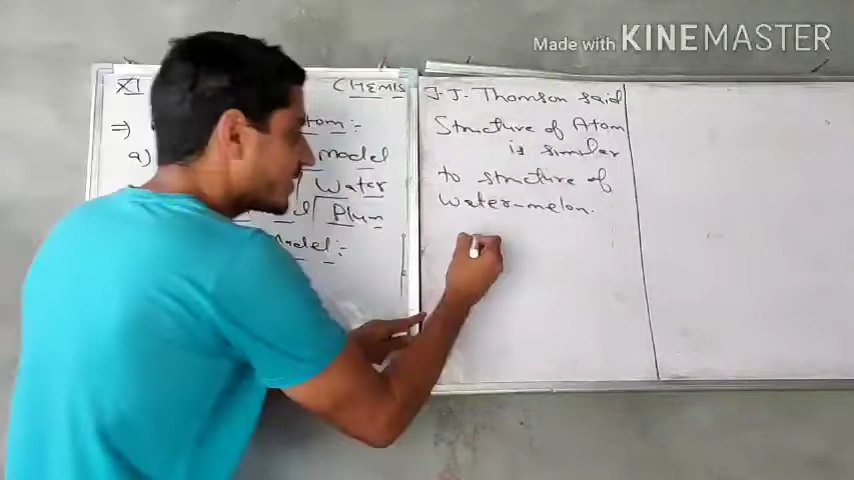 Made with KINEMASTER
XI CHEMIS
⇒ tom :-
a) Model
Water
d Plum
Model :-
J.J. Thomson said
Structure of Atom
is similar
to structure of
water-melon.